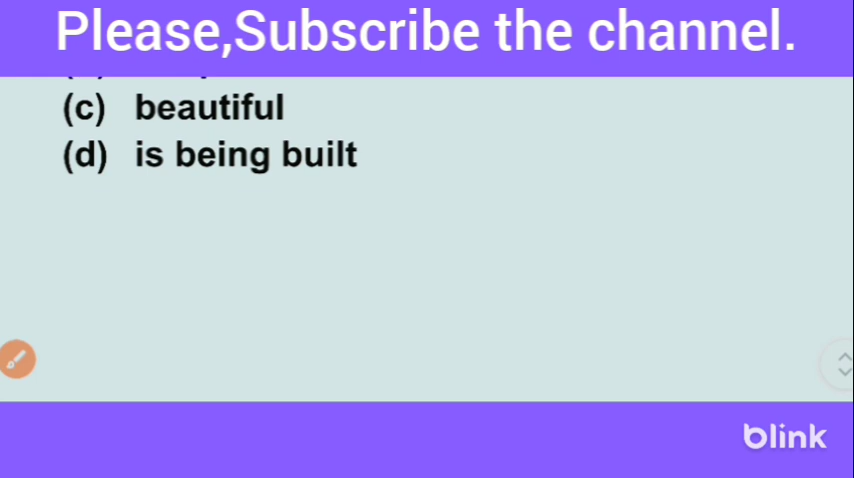 Please,Subscribe the channel.
(c) beautiful
(d) is being built
blink